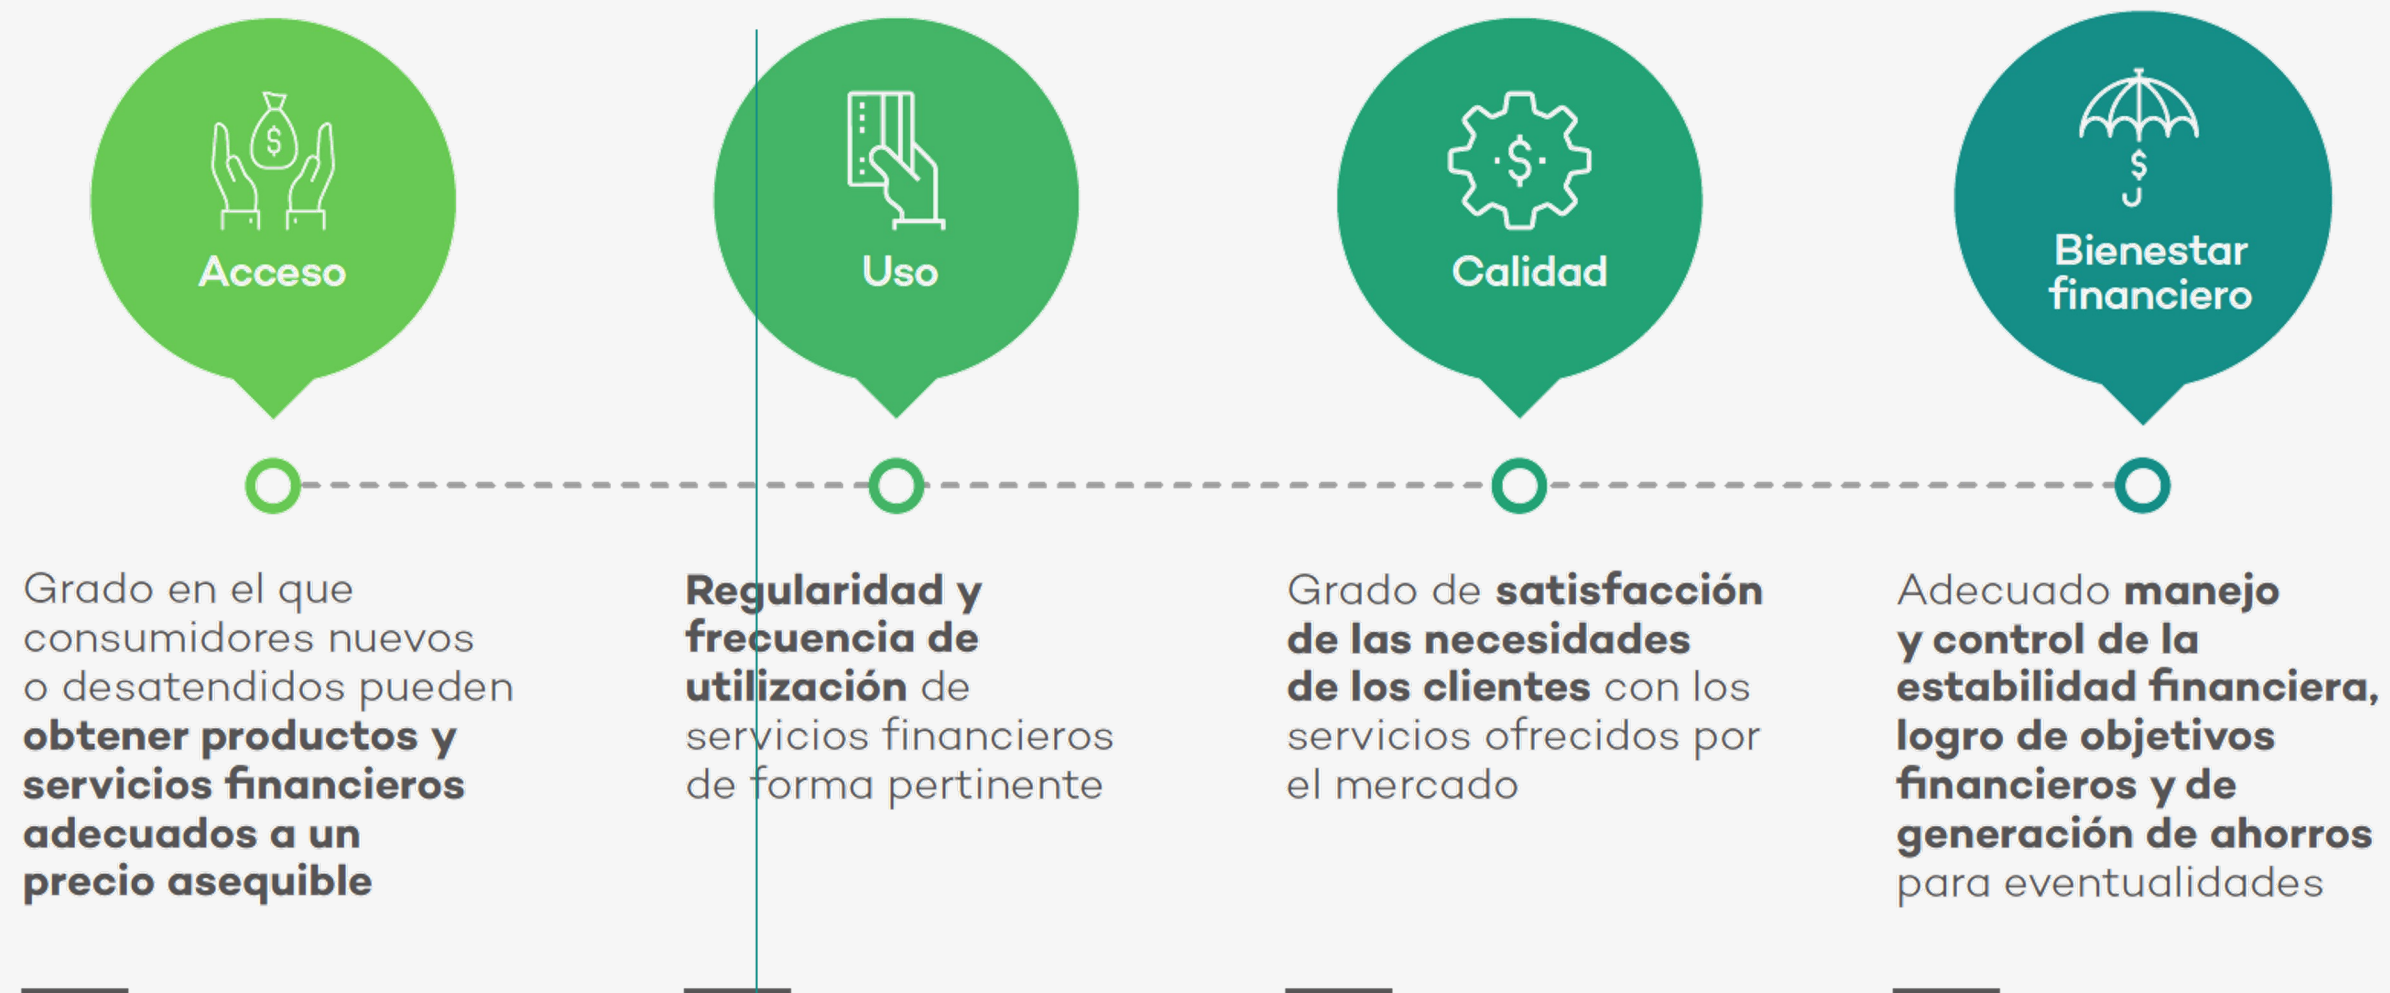 Acceso
Grado en el que
consumidores nuevos
o desatendidos pueden
obtener productos y
servicios financieros
adecuados a un
precio asequible
Uso
Regularidad y
frecuencia de
utilización de
servicios financieros
de forma pertinente
Calidad
Grado de satisfacción
de las necesidades
de los clientes con los
servicios ofrecidos por
el mercado
Bienestar
financiero
Adecuado manejo
y control de la
estabilidad financiera,
logro de objetivos
financieros y de
generación de ahorros
para eventualidades